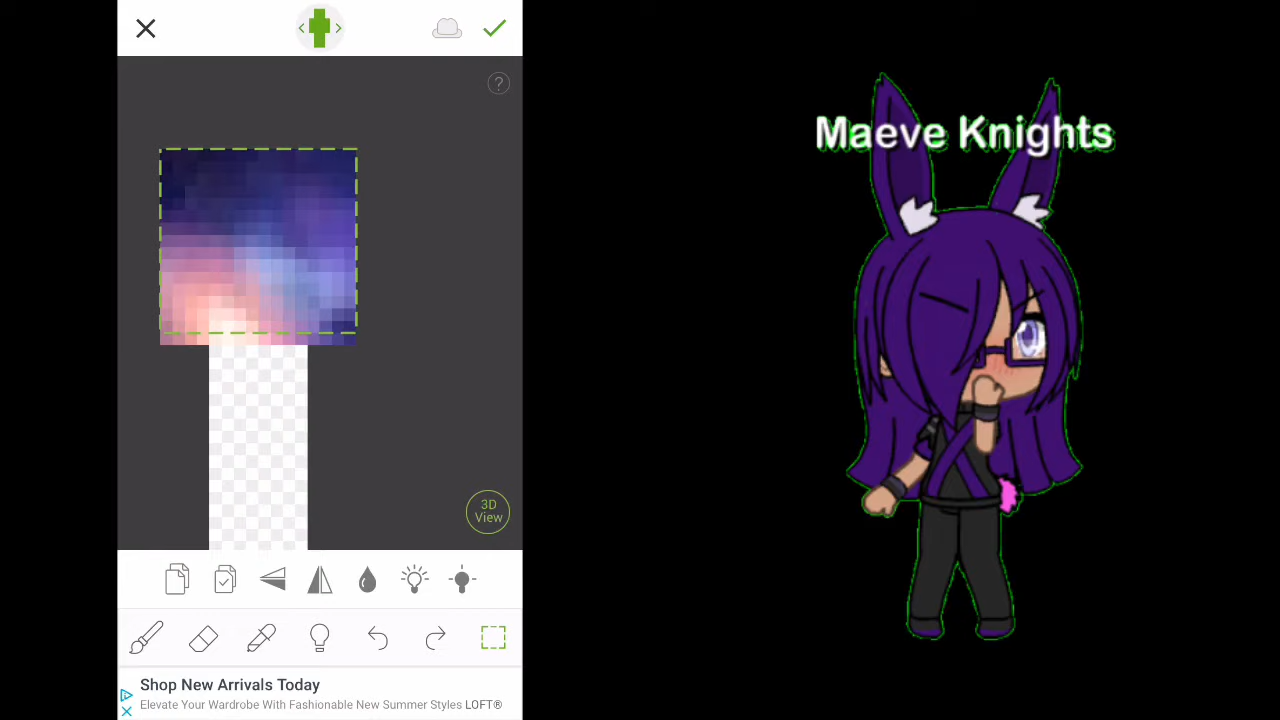 Maeve Knights
?
3D
View
Shop New Arrivals Today
Elevate Your Wardrobe With Fashionable New Summer Styles LOFT®